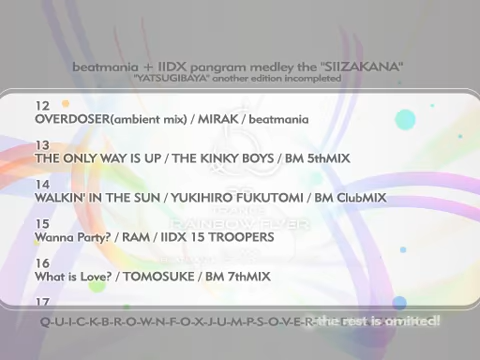 beatmania + IIDX pangram medley the "SIIZAKANA"
"YATSUGIBAYA" another edition incompleted
12
OVERDOSER(ambient mix) / MIRAK / beatmania
13
THE ONLY WAY IS UP / THE KINKY BOYS / BM 5thMIX
14
WALKIN' IN THE SUN / YUKIHIRO FUKUTOMI / BM ClubMIX
RAINBOW FLYER
15
Wanna Party? / RAM / IIDX 15 TROOPERS
16
What is Love? / TOMOSUKE / BM 7thMIX
17
Q-U-I-C-K-B-R-O-W-N-F-O-X-J-U-M-P-S-O-V-E-R-
the rest is omited!